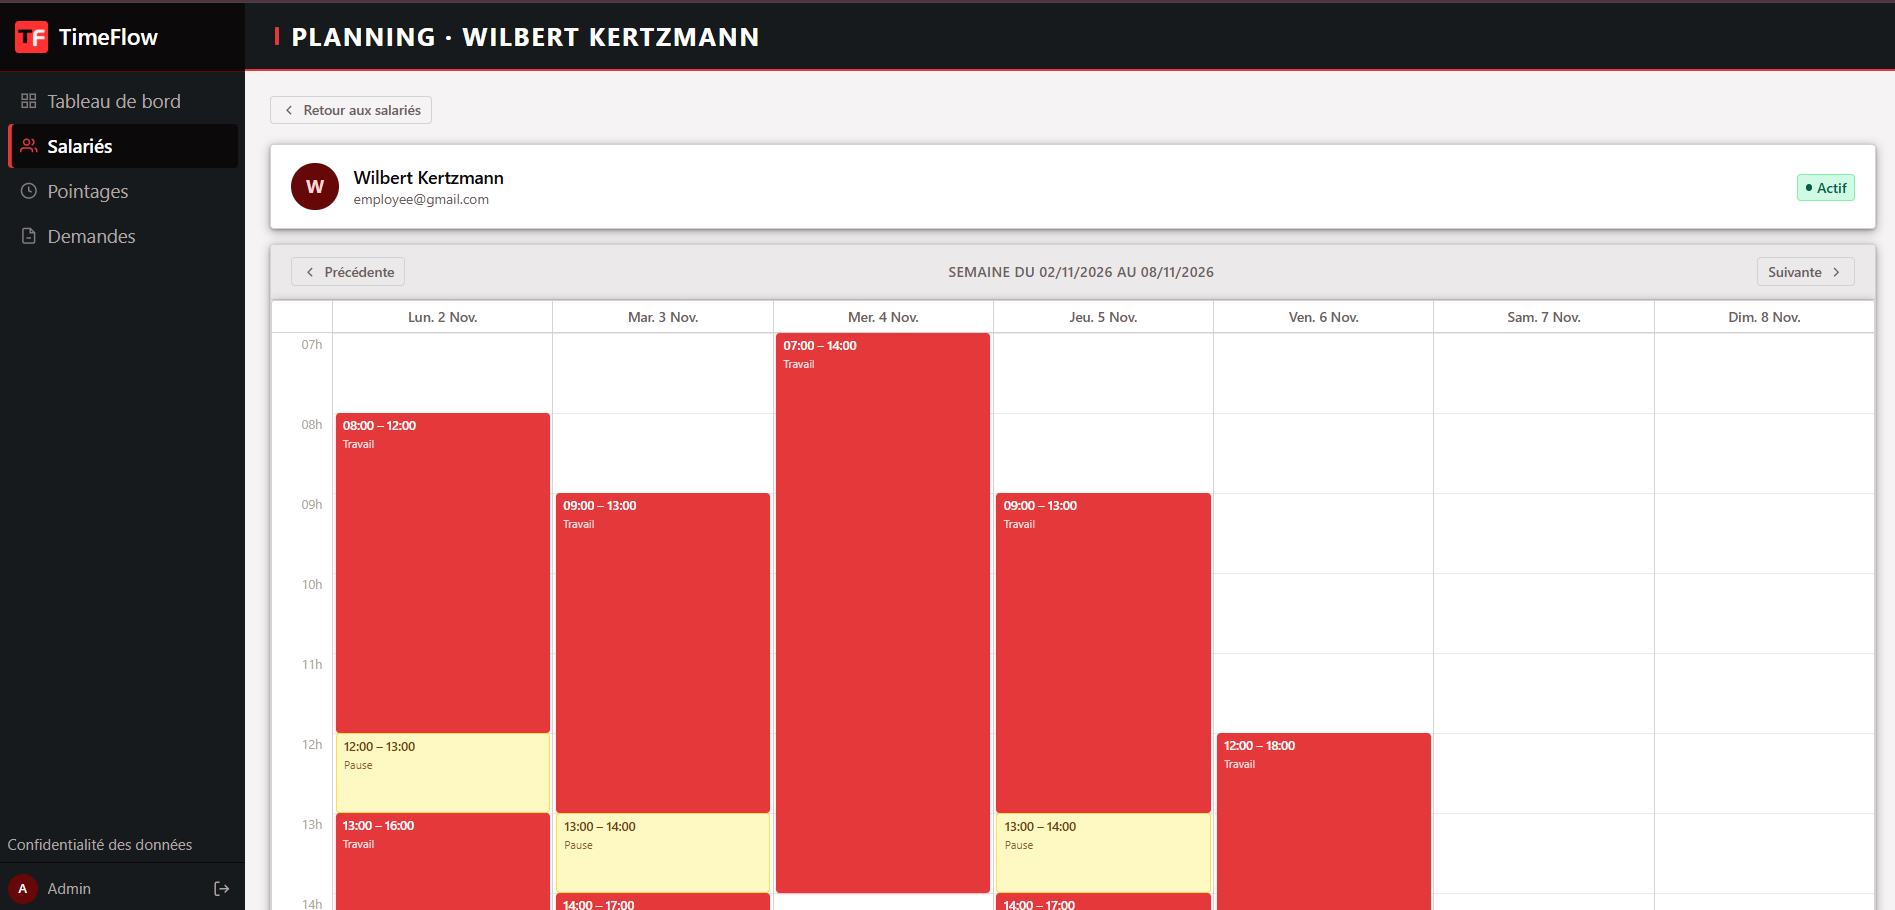 TF TimeFlow
PLANNING · WILBERT KERTZMANN
Tableau de bord
Salariés
Pointages
Demandes
Confidentialité des données
A Admin
Retour aux salariés
W
Wilbert Kertzmann
employee@gmail.com
Actif
Précédente
SEMAINE DU 02/11/2026 AU 08/11/2026
Suivante
Lun. 2 Nov. Mar. 3 Nov. Mer. 4 Nov. Jeu. 5 Nov. Ven. 6 Nov. Sam. 7 Nov. Dim. 8 Nov.
07h
07:00 – 14:00
Travail
08h
08:00 – 12:00
Travail
09h
09:00 – 13:00
Travail
09:00 – 13:00
Travail
10h
11h
12h
12:00 – 13:00
Pause
12:00 – 18:00
Travail
13h
13:00 – 16:00
Travail
13:00 – 14:00
Pause
13:00 – 14:00
Pause
14h
14:00 – 17:00
14:00 – 17:00